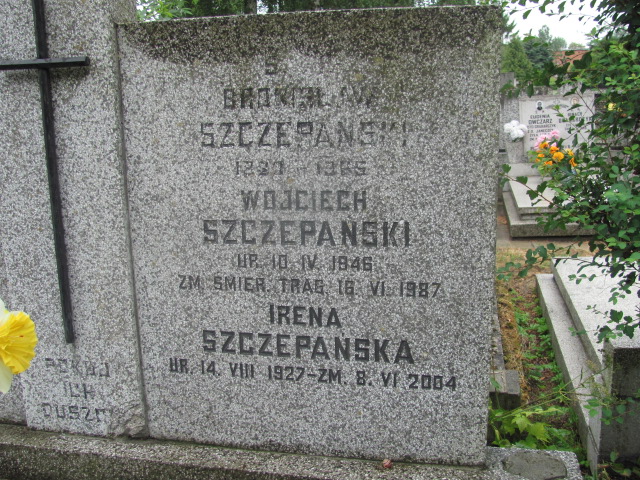 Ś.
BRONISŁAW
SZCZEPAŃSKI
WOJCIECH
SZCZEPAŃSKI
UR. 10. IV. 1946
ZM. ŚMIER. TRAG. 16. VI. 1987
IRENA
SZCZEPAŃSKA
UR. 14. VIII 1927-ZM. 8. VI 2004
POKÓJ
ICH
DUSZY
OWCZARZ